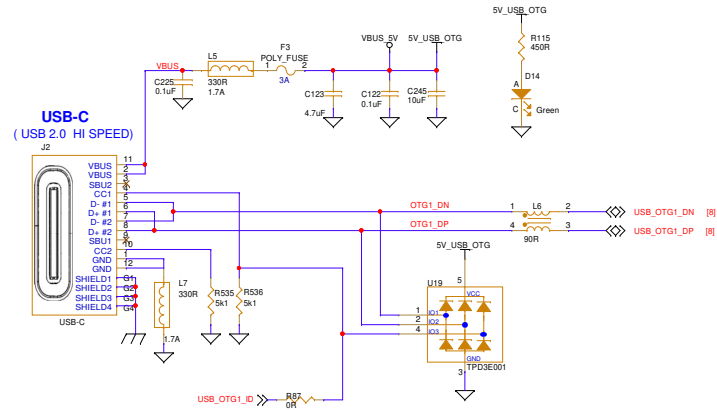 5V_USB_OTG
R115
450R
D14
A
C
Green
VBUS_5V
5V_USB_OTG
VBUS
L5
330R
1.7A
F3
POLY_FUSE
1
2
3A
C225
0.1uF
C123
4.7uF
C122
0.1uF
C245
10uF
USB-C
( USB 2.0 HI SPEED)
J2
VBUS 11
VBUS 2
SBU2 3
CC1 4
D- #1 5
D+ #1 6
D- #2 7
D+ #2 8
SBU1 9
CC2 10
GND 1
GND 12
SHIELD1 G1
SHIELD2 G2
SHIELD3 G3
SHIELD4 G4
USB-C
L7
330R
1.7A
R535
5k1
R536
5k1
OTG1_DN
1
L6
2
USB_OTG1_DN [8]
OTG1_DP
4
3
USB_OTG1_DP [8]
90R
5V_USB_OTG
U19
5
VCC
1 IO1
2 IO2
4 IO3
GND
3
TPD3E001
USB_OTG1_ID
R87
0R